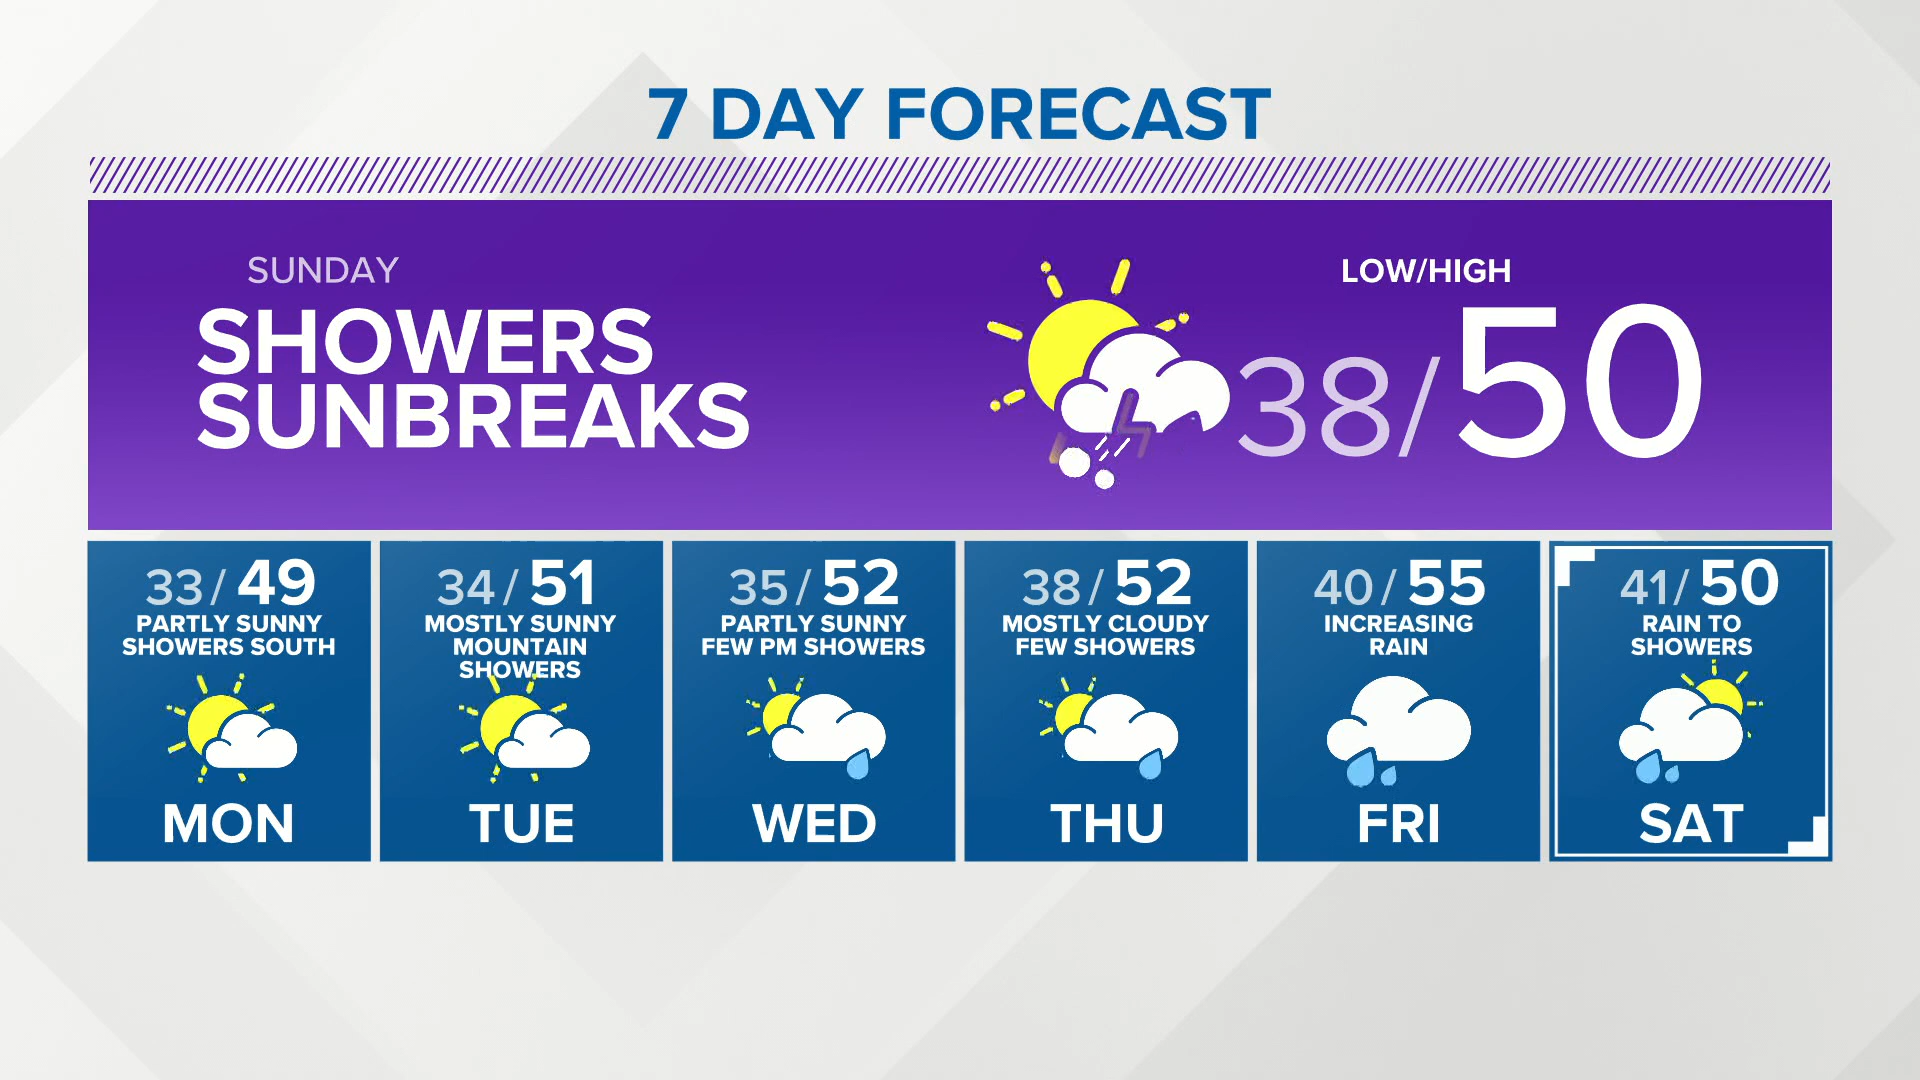 7 DAY FORECAST
SUNDAY
SHOWERS
SUNBREAKS
LOW/HIGH
38/50
33/49
PARTLY SUNNY
SHOWERS SOUTH
MON
34/51
MOSTLY SUNNY
MOUNTAIN
SHOWERS
TUE
35/52
PARTLY SUNNY
FEW PM SHOWERS
WED
38/52
MOSTLY CLOUDY
FEW SHOWERS
THU
40/55
INCREASING
RAIN
FRI
41/50
RAIN TO
SHOWERS
SAT